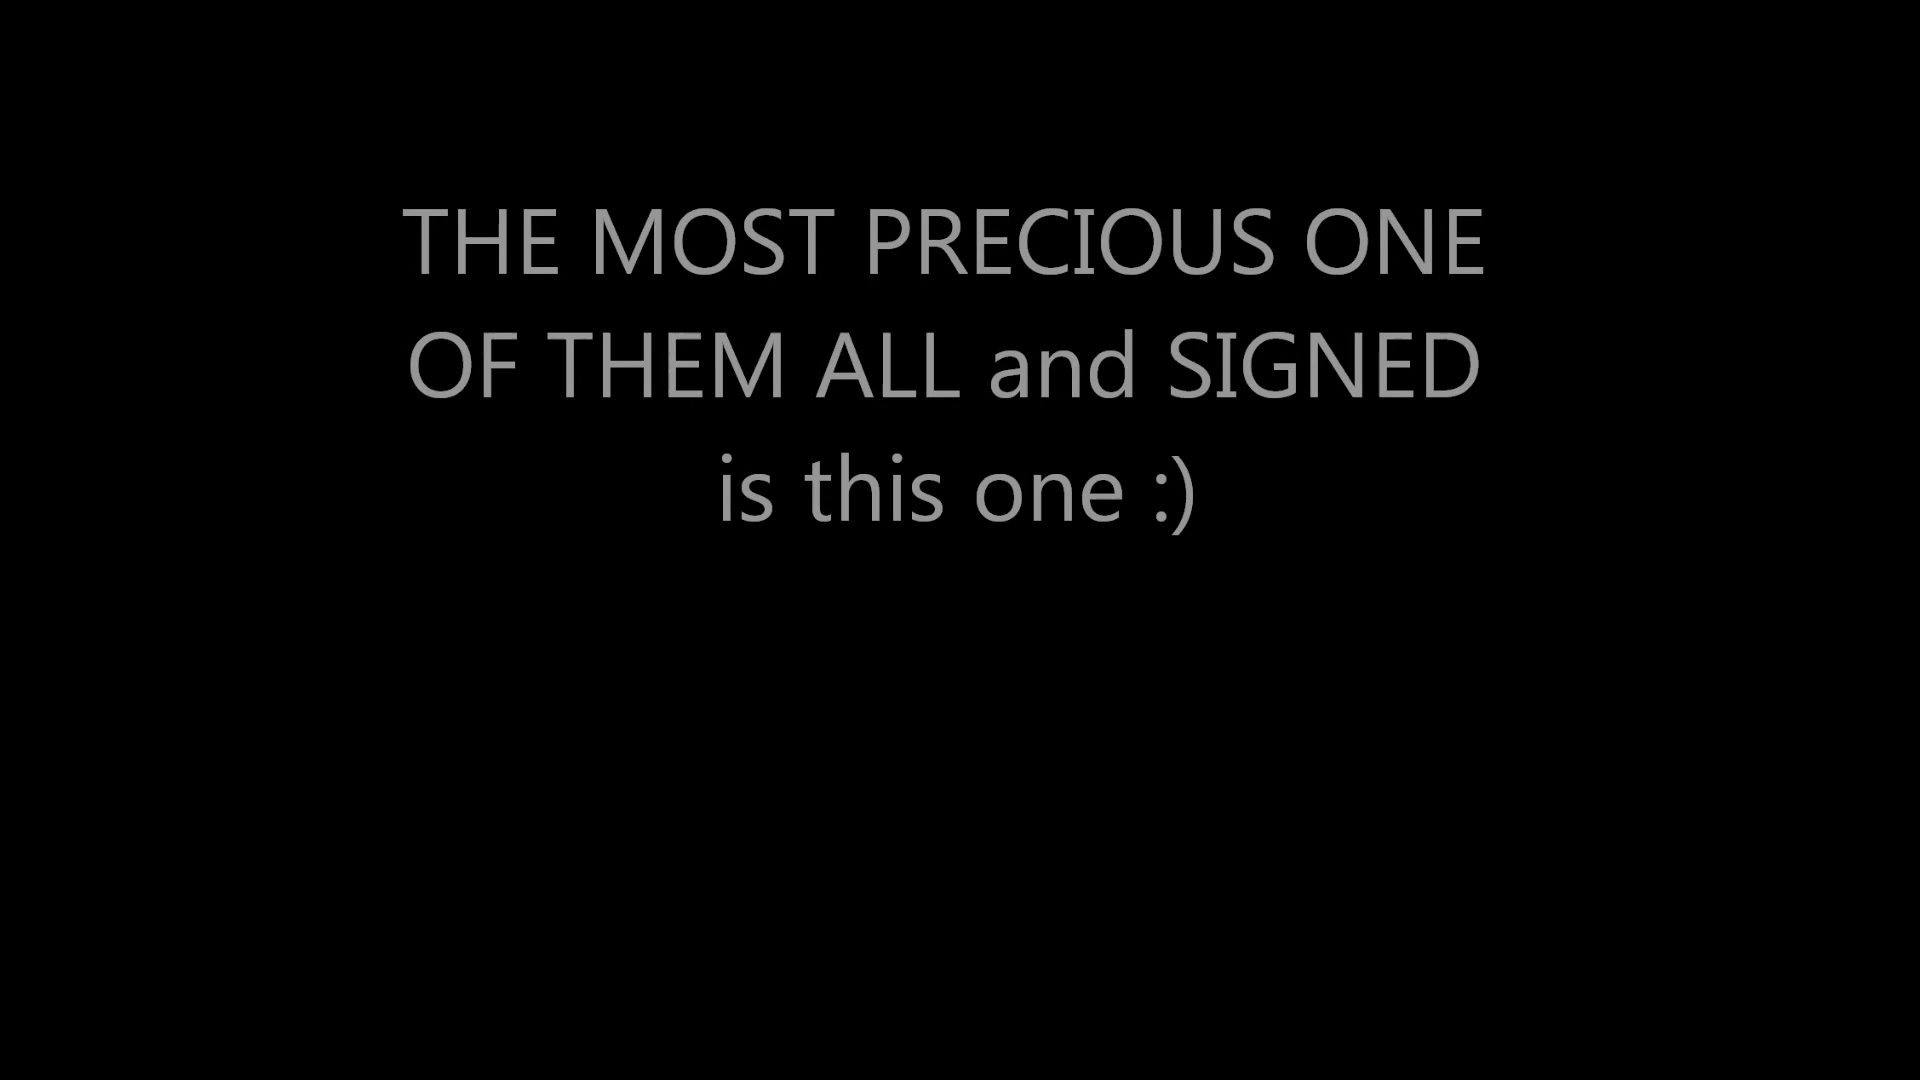 THE MOST PRECIOUS ONE
OF THEM ALL and SIGNED
is this one :)